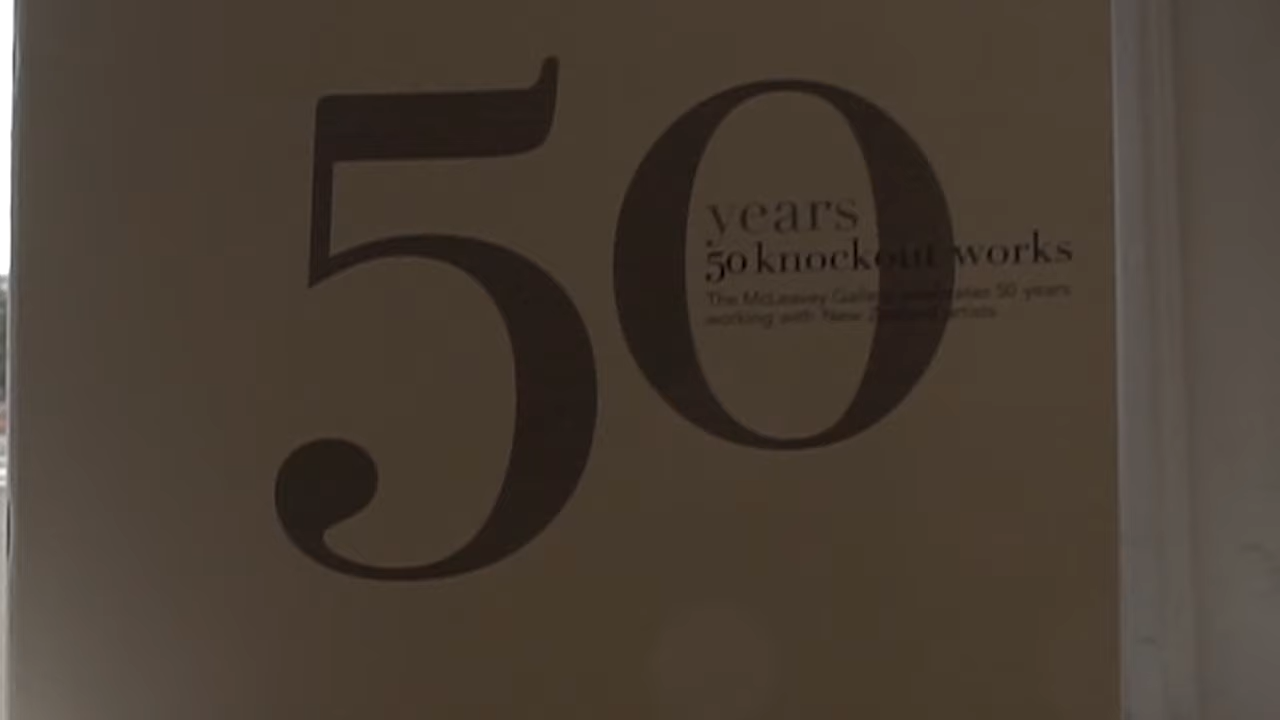 50
years
50 knockout works
The McLeavey Gallery celebrates 50 years
working with New Zealand artists